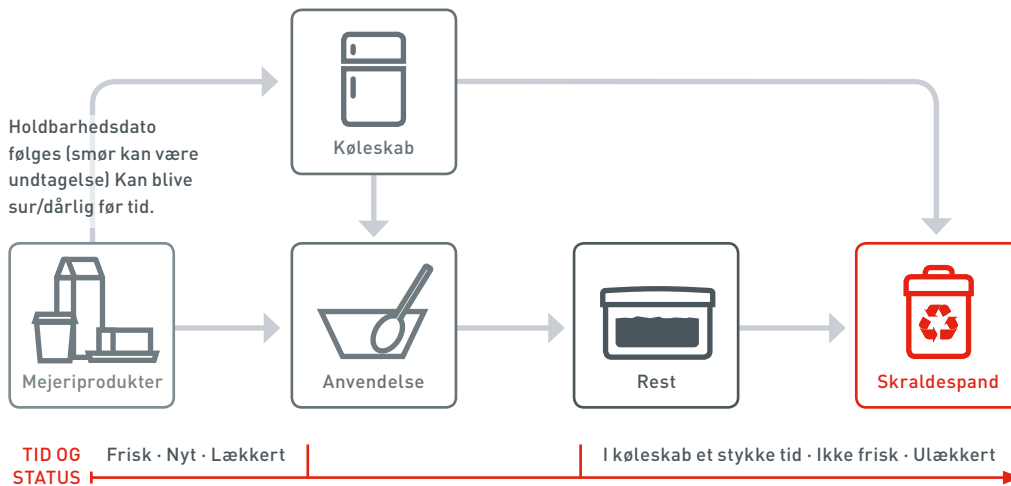 Køleskab
Holdbarhedsdato
følges (smør kan være
undtagelse) Kan blive
sur/dårlig før tid.
Mejeriprodukter
Anvendelse
Rest
Skraldespand
TID OG
STATUS
Frisk · Nyt · Lækkert
I køleskab et stykke tid · Ikke frisk · Ulækkert